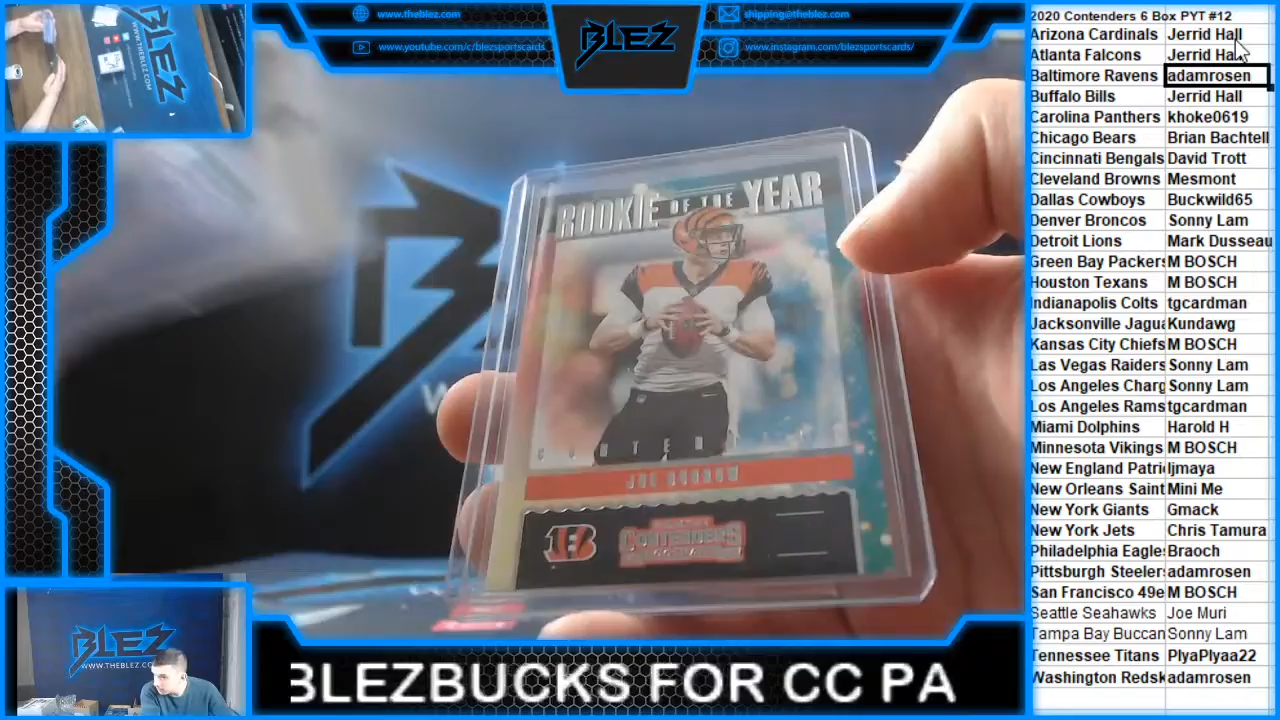 www.theblez.com
www.youtube.com/c/blezsportscards
BLEZ
shipping@theblez.com
www.instagram.com/blezsportscards/
BLEZ
WWW.THEBLEZ.COM
ROOKIE OF THE YEAR
JOE BURROW
CONTENDERS
BLEZ
WWW.THEBLEZ.CO
BLEZBUCKS FOR CC PA
2020 Contenders 6 Box PYT #12
Arizona Cardinals Jerrid Hall
Atlanta Falcons Jerrid Ha
Baltimore Ravens adamrosen
Buffalo Bills Jerrid Hall
Carolina Panthers khoke0619
Chicago Bears Brian Bachtell
Cincinnati Bengals David Trott
Cleveland Browns Mesmont
Dallas Cowboys Buckwild65
Denver Broncos Sonny Lam
Detroit Lions Mark Dusseau
Green Bay Packers M BOSCH
Houston Texans M BOSCH
Indianapolis Colts tgcardman
Jacksonville Jagua Kundawg
Kansas City Chiefs M BOSCH
Las Vegas Raiders Sonny Lam
Los Angeles Charg Sonny Lam
Los Angeles Rams tgcardman
Miami Dolphins Harold H
Minnesota Vikings M BOSCH
New England Patri ljmaya
New Orleans Saint Mini Me
New York Giants Gmack
New York Jets Chris Tamura
Philadelphia Eagle Braoch
Pittsburgh Steelers adamrosen
San Francisco 49e M BOSCH
Seattle Seahawks Joe Muri
Tampa Bay Buccan Sonny Lam
Tennessee Titans PlyaPlyaa22
Washington Redsk adamrosen